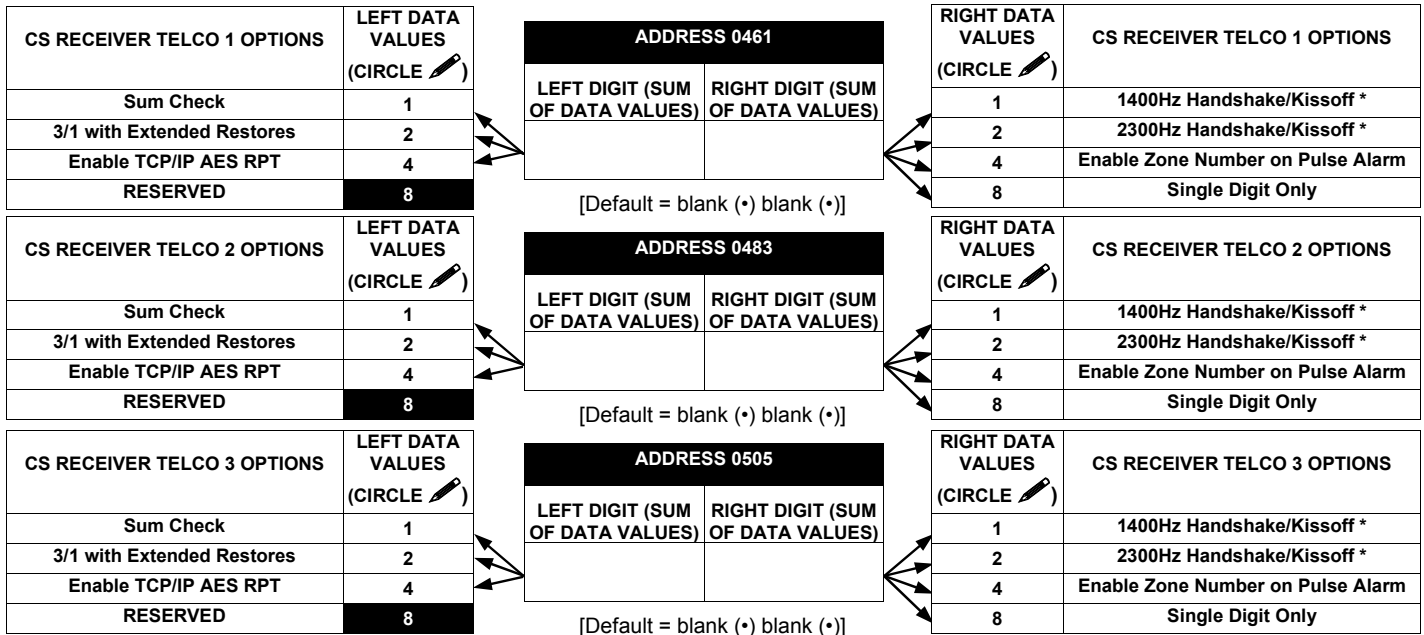 CS RECEIVER TELCO 1 OPTIONS
LEFT DATA
VALUES
(CIRCLE )
Sum Check 1
3/1 with Extended Restores 2
Enable TCP/IP AES RPT 4
RESERVED 8
ADDRESS 0461
LEFT DIGIT (SUM OF DATA VALUES)
RIGHT DIGIT (SUM OF DATA VALUES)
[Default = blank (•) blank (•)]
RIGHT DATA
VALUES
(CIRCLE )
CS RECEIVER TELCO 1 OPTIONS
1 1400Hz Handshake/Kissoff *
2 2300Hz Handshake/Kissoff *
4 Enable Zone Number on Pulse Alarm
8 Single Digit Only
CS RECEIVER TELCO 2 OPTIONS
LEFT DATA
VALUES
(CIRCLE )
Sum Check 1
3/1 with Extended Restores 2
Enable TCP/IP AES RPT 4
RESERVED 8
ADDRESS 0483
LEFT DIGIT (SUM OF DATA VALUES)
RIGHT DIGIT (SUM OF DATA VALUES)
[Default = blank (•) blank (•)]
RIGHT DATA
VALUES
(CIRCLE )
CS RECEIVER TELCO 2 OPTIONS
1 1400Hz Handshake/Kissoff *
2 2300Hz Handshake/Kissoff *
4 Enable Zone Number on Pulse Alarm
8 Single Digit Only
CS RECEIVER TELCO 3 OPTIONS
LEFT DATA
VALUES
(CIRCLE )
Sum Check 1
3/1 with Extended Restores 2
Enable TCP/IP AES RPT 4
RESERVED 8
ADDRESS 0505
LEFT DIGIT (SUM OF DATA VALUES)
RIGHT DIGIT (SUM OF DATA VALUES)
[Default = blank (•) blank (•)]
RIGHT DATA
VALUES
(CIRCLE )
CS RECEIVER TELCO 3 OPTIONS
1 1400Hz Handshake/Kissoff *
2 2300Hz Handshake/Kissoff *
4 Enable Zone Number on Pulse Alarm
8 Single Digit Only